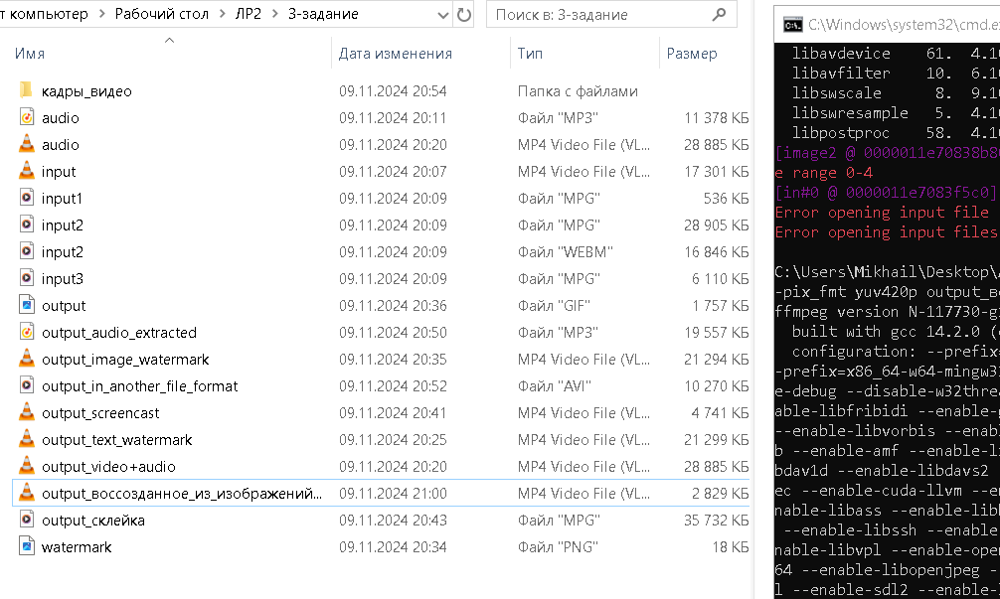 т компьютер > Рабочий стол > ЛР2 > 3-задание
Поиск в: 3-задание
Имя Дата изменения Тип Размер
кадры_видео 09.11.2024 20:54 Папка с файлами
audio 09.11.2024 20:11 Файл "MP3" 11 378 КБ
audio 09.11.2024 20:20 MP4 Video File (VL... 28 885 КБ
input 09.11.2024 20:07 MP4 Video File (VL... 17 301 КБ
input1 09.11.2024 20:09 Файл "MPG" 536 КБ
input2 09.11.2024 20:09 Файл "MPG" 28 905 КБ
input2 09.11.2024 20:09 Файл "WEBM" 16 846 КБ
input3 09.11.2024 20:09 Файл "MPG" 6 110 КБ
output 09.11.2024 20:36 Файл "GIF" 1 757 КБ
output_audio_extracted 09.11.2024 20:50 Файл "MP3" 19 557 КБ
output_image_watermark 09.11.2024 20:35 MP4 Video File (VL... 21 294 КБ
output_in_another_file_format 09.11.2024 20:52 Файл "AVI" 10 270 КБ
output_screencast 09.11.2024 20:41 MP4 Video File (VL... 4 741 КБ
output_text_watermark 09.11.2024 20:25 MP4 Video File (VL... 21 299 КБ
output_video+audio 09.11.2024 20:20 MP4 Video File (VL... 28 885 КБ
output_воссозданное_из_изображений... 09.11.2024 21:00 MP4 Video File (VL... 2 829 КБ
output_склейка 09.11.2024 20:43 Файл "MPG" 35 732 КБ
watermark 09.11.2024 20:34 Файл "PNG" 18 КБ
C:\Windows\system32\cmd.e
libavdevice 61. 4.1
libavfilter 10. 6.1
libswscale 8. 9.1
libswresample 5. 4.1
libpostproc 58. 4.1
[image2 @ 0000011e70838b8
e range 0-4
[in#0 @ 0000011e7083f5c0]
Error opening input file
Error opening input files
C:\Users\Mikhail\Desktop\
-pix_fmt yuv420p output_в
ffmpeg version N-117730-g
built with gcc 14.2.0 (
configuration: --prefix=
-prefix=x86_64-w64-mingw3
e-debug --disable-w32threa
able-libfribidi --enable-
--enable-libvorbis --enab
b --enable-amf --enable-li
bdav1d --enable-libdavs2
ec --enable-cuda-llvm --e
nable-libass --enable-lib
--enable-libssh --enable
nable-libvpl --enable-ope
64 --enable-libopenjpeg -
l --enable-sdl2 --enable-